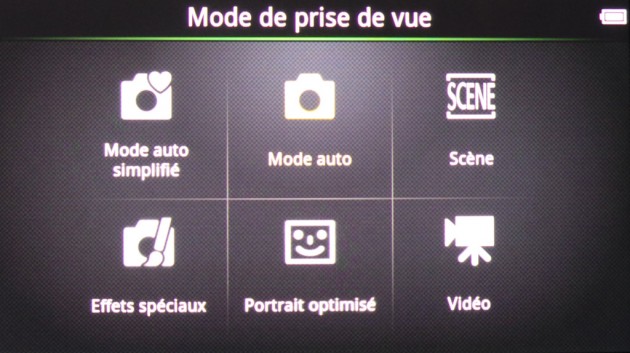 Mode de prise de vue
Mode auto
simplifié
Mode auto
SCENE
Scène
Effets spéciaux
Portrait optimisé
Vidéo